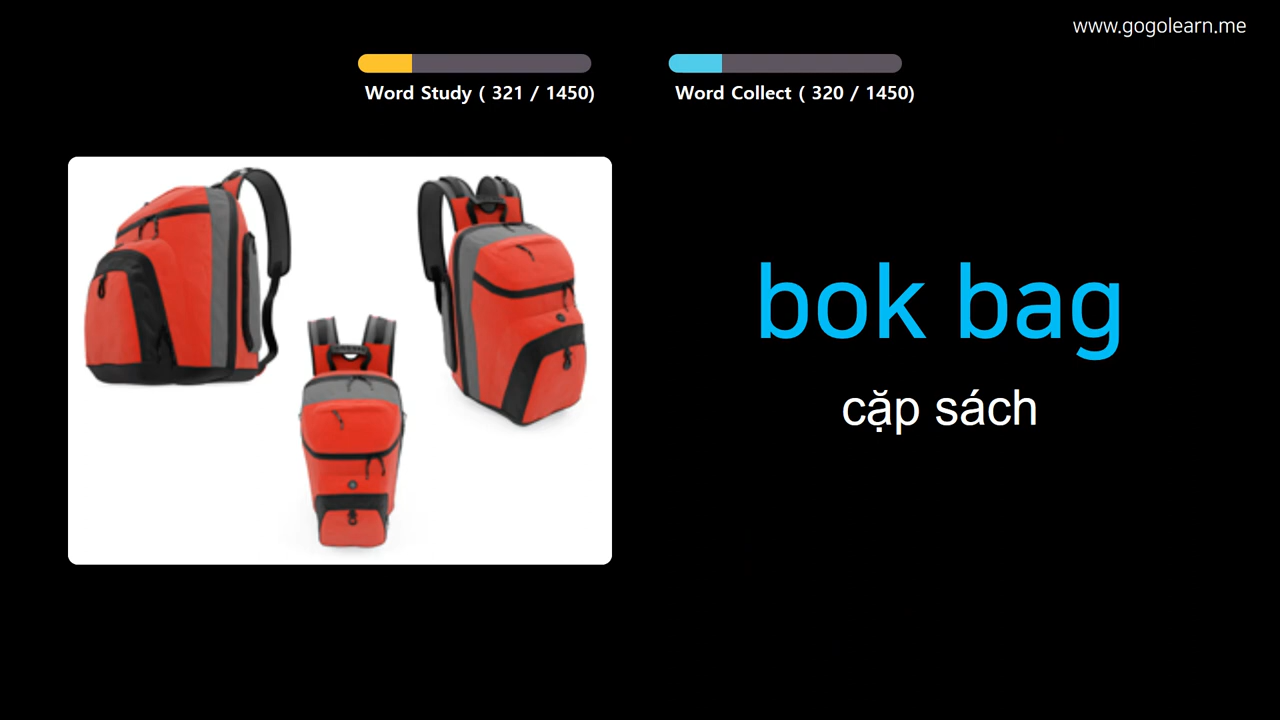 www.gogolearn.me
Word Study ( 321 / 1450)
Word Collect ( 320 / 1450)
bok bag
cặp sách